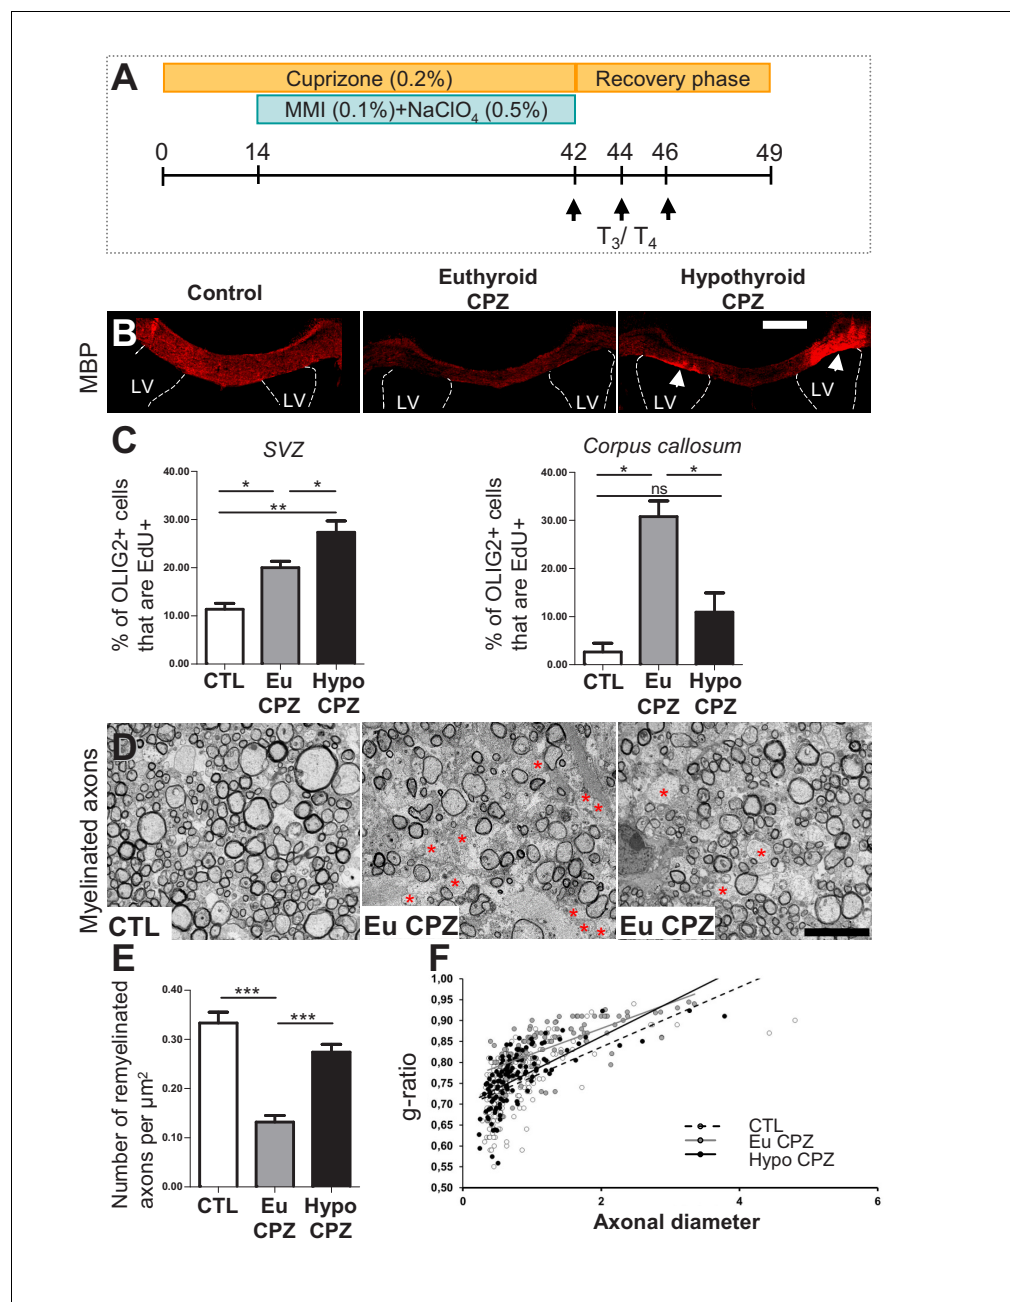 A
Cuprizone (0.2%)
Recovery phase
MMI (0.1%)+NaClO4 (0.5%)
0 14 42 44 46 49
T3/ T4
Control
Euthyroid
CPZ
Hypothyroid
CPZ
B
MBP
LV LV LV LV LV LV
C
SVZ
% of OLIG2+ cells
that are EdU+
40.00
30.00
20.00
10.00
0.00
* *
**
CTL Eu Hypo
CPZ CPZ
Corpus callosum
% of OLIG2+ cells
that are EdU+
40.00
30.00
20.00
10.00
0.00
* *
ns
CTL Eu Hypo
CPZ CPZ
D
Myelinated axons
CTL
* * * * * * * * * *
Eu CPZ
* * *
Eu CPZ
E
Number of remyelinated
axons per µm2
0.40
0.30
0.20
0.10
0.00
*** ***
CTL Eu Hypo
CPZ CPZ
F
g-ratio
1,00
0,95
0,90
0,85
0,80
0,75
0,70
0,65
0,60
0,55
0,50
CTL
Eu CPZ
Hypo CPZ
0 2 4 6
Axonal diameter